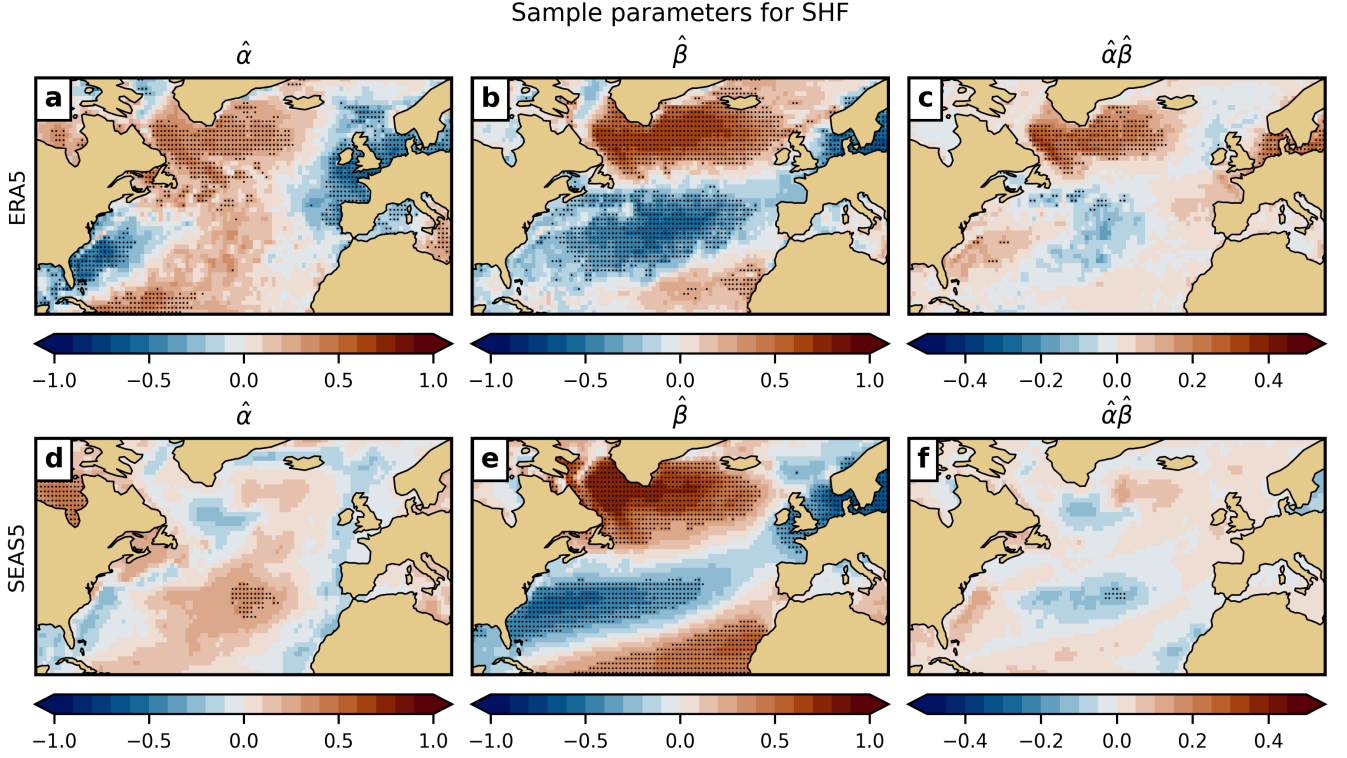 Sample parameters for SHF
α̂ β̂ α̂β̂
a b c
ERA5
−1.0 −0.5 0.0 0.5 1.0 −1.0 −0.5 0.0 0.5 1.0 −0.4 −0.2 0.0 0.2 0.4
α̂ β̂ α̂β̂
d e f
SEAS5
−1.0 −0.5 0.0 0.5 1.0 −1.0 −0.5 0.0 0.5 1.0 −0.4 −0.2 0.0 0.2 0.4